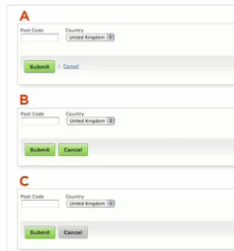 A
Post Code Country
United Kingdom
Submit | Cancel
B
Post Code Country
United Kingdom
Submit Cancel
C
Post Code Country
United Kingdom
Submit Cancel